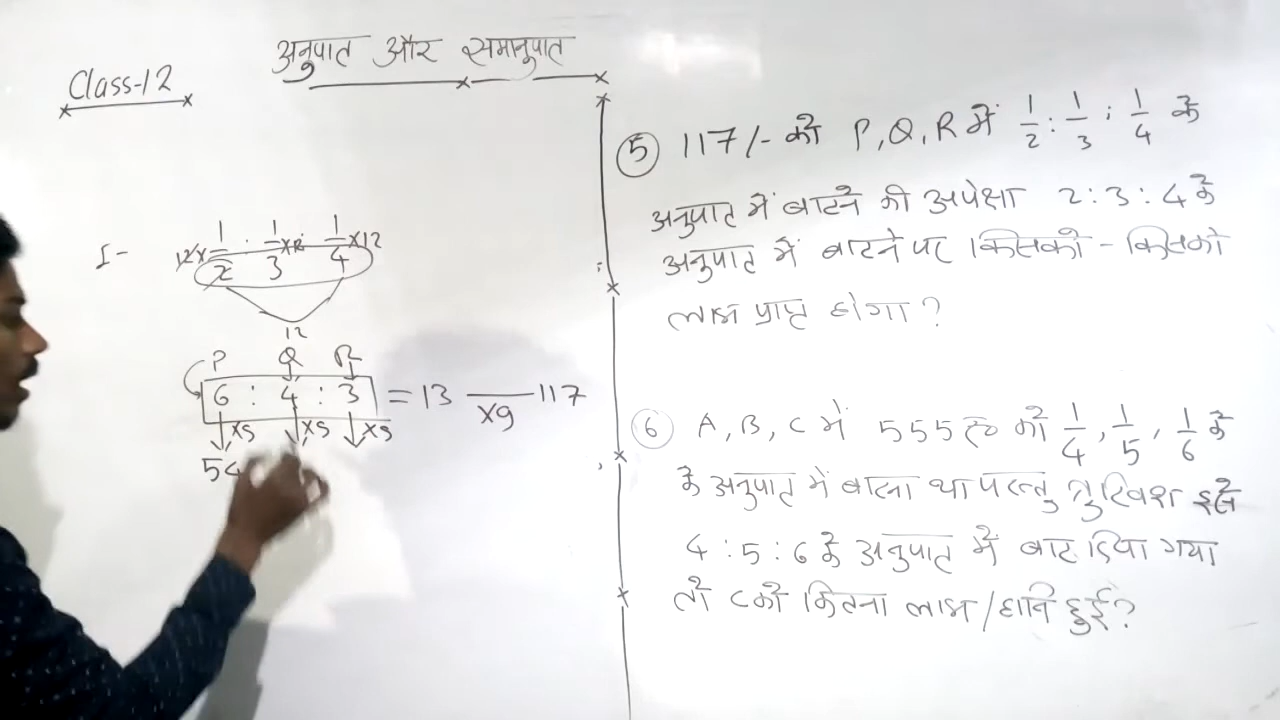 अनुपात और समानुपात
Class-12
I- 12× 1/2 : 1/3 ×12 : 1/4 ×12
12
P Q R
6 : 4 : 3 = 13 ×9 117
×9 ×9 ×9
54
⑤ 117/- को P, Q, R में 1/2 : 1/3 : 1/4 के
अनुपात में बाटने की अपेक्षा 2 : 3 : 4 के
अनुपात में बाटने पर किसको - किसको
लाभ प्राप्त होगा ?
⑥ A, B, C में 555 रु को 1/4, 1/5, 1/6 के
के अनुपात में बाटना था परन्तु त्रुटिवश इसे
4 : 5 : 6 के अनुपात में बाट दिया गया
तो C को कितना लाभ / हानि हुई ?